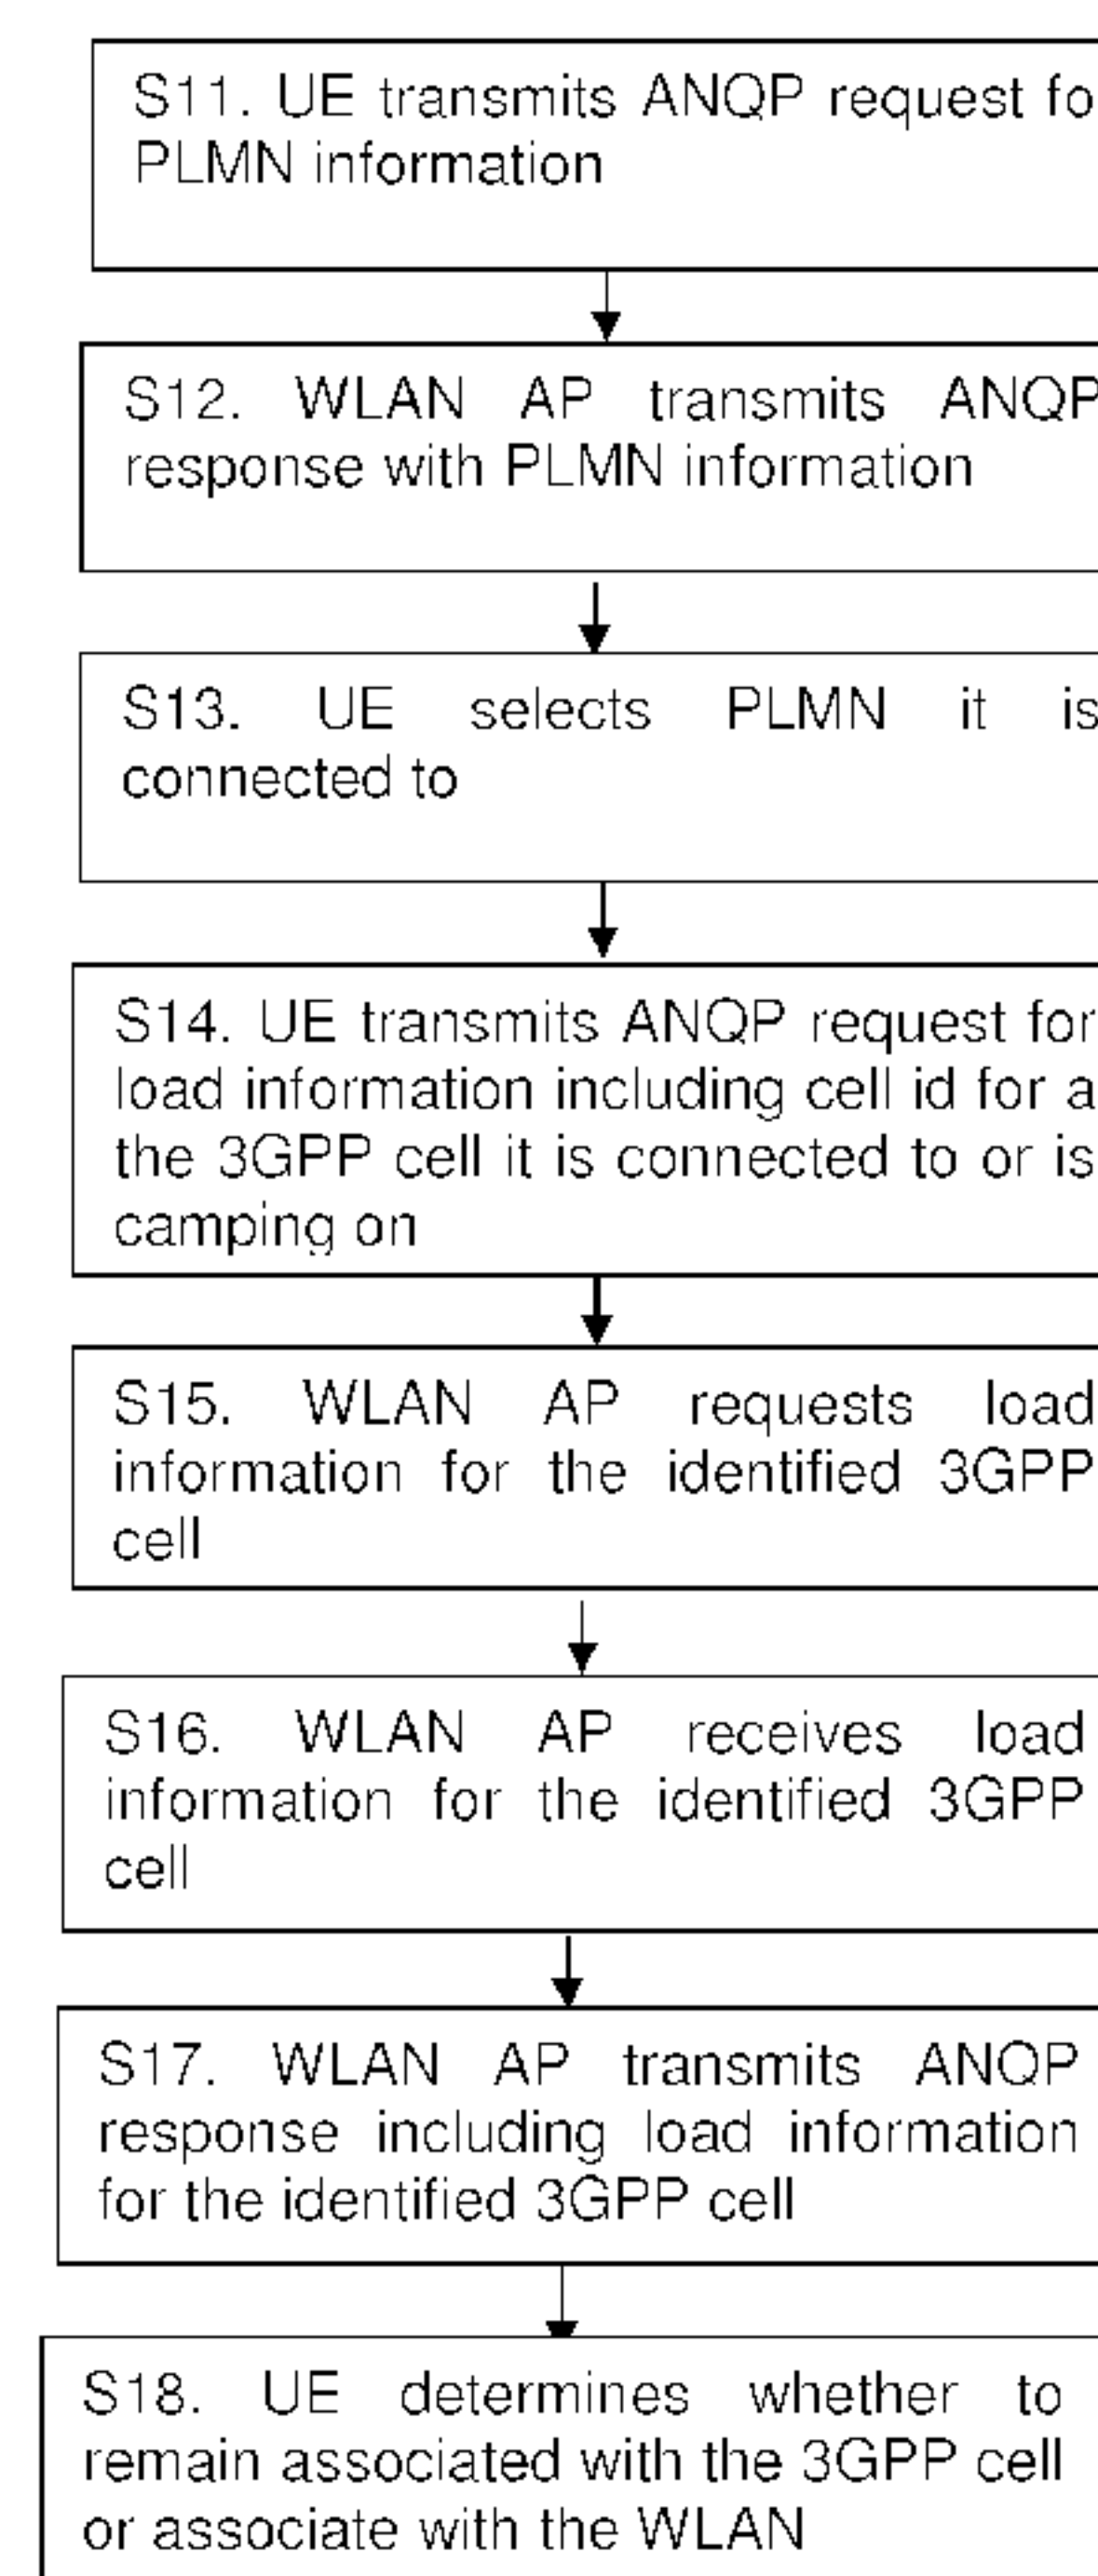 S11. UE transmits ANQP request fo
PLMN information
S12. WLAN AP transmits ANQP
response with PLMN information
S13. UE selects PLMN it is
connected to
S14. UE transmits ANQP request for
load information including cell id for a
the 3GPP cell it is connected to or is
camping on
S15. WLAN AP requests load
information for the identified 3GPP
cell
S16. WLAN AP receives load
information for the identified 3GPP
cell
S17. WLAN AP transmits ANQP
response including load information
for the identified 3GPP cell
S18. UE determines whether to
remain associated with the 3GPP cell
or associate with the WLAN